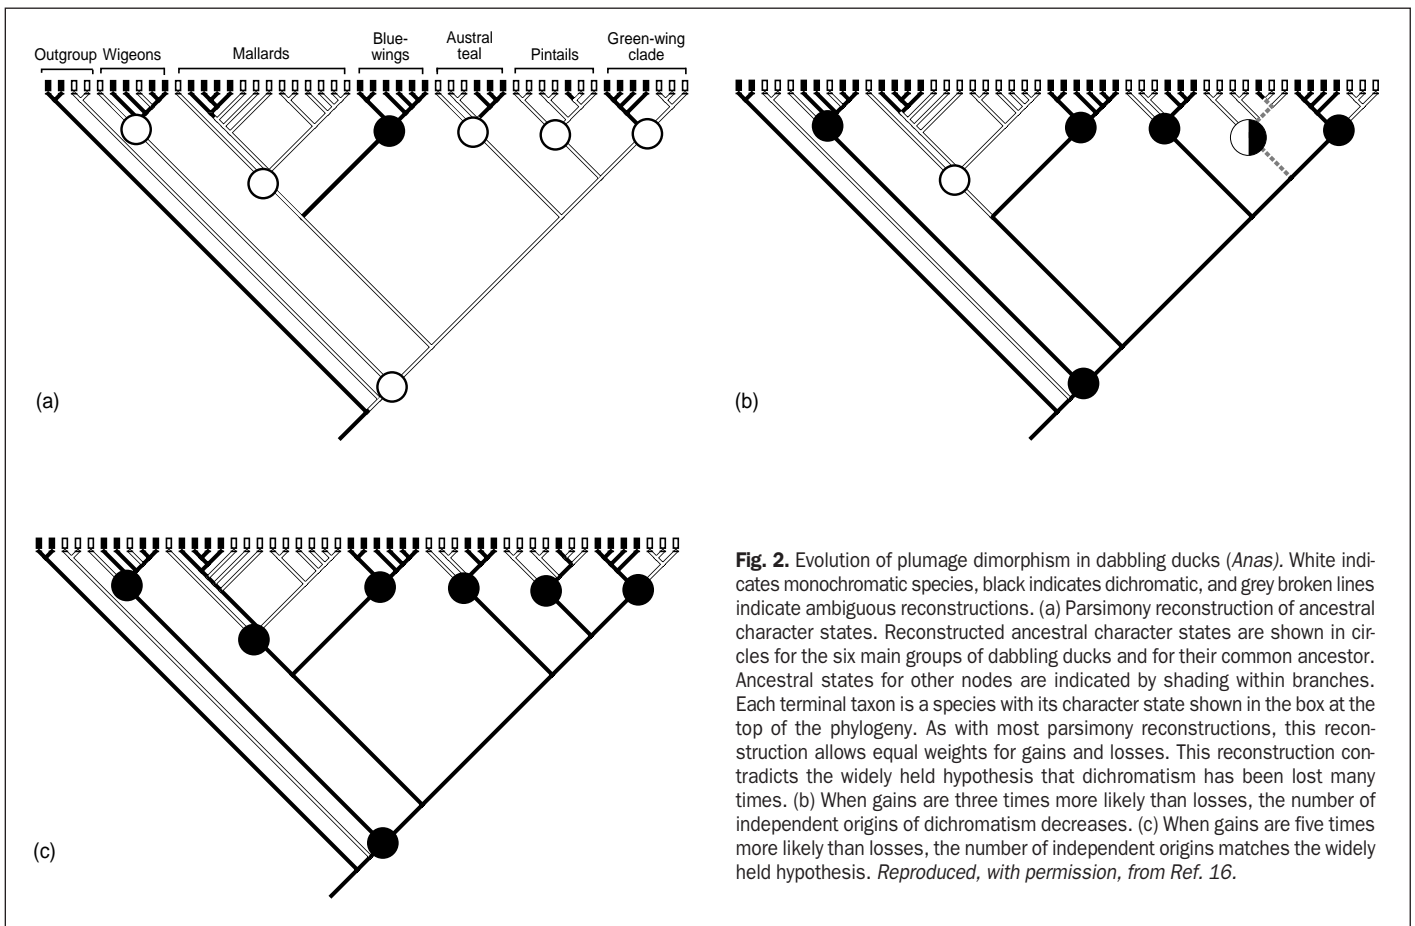 Outgroup Wigeons Mallards Blue-wings Austral teal Pintails Green-wing clade
(a)
(b)
(c)
Fig. 2. Evolution of plumage dimorphism in dabbling ducks (Anas). White indi-
cates monochromatic species, black indicates dichromatic, and grey broken lines
indicate ambiguous reconstructions. (a) Parsimony reconstruction of ancestral
character states. Reconstructed ancestral character states are shown in cir-
cles for the six main groups of dabbling ducks and for their common ancestor.
Ancestral states for other nodes are indicated by shading within branches.
Each terminal taxon is a species with its character state shown in the box at the
top of the phylogeny. As with most parsimony reconstructions, this recon-
struction allows equal weights for gains and losses. This reconstruction con-
tradicts the widely held hypothesis that dichromatism has been lost many
times. (b) When gains are three times more likely than losses, the number of
independent origins of dichromatism decreases. (c) When gains are five times
more likely than losses, the number of independent origins matches the widely
held hypothesis. Reproduced, with permission, from Ref. 16.